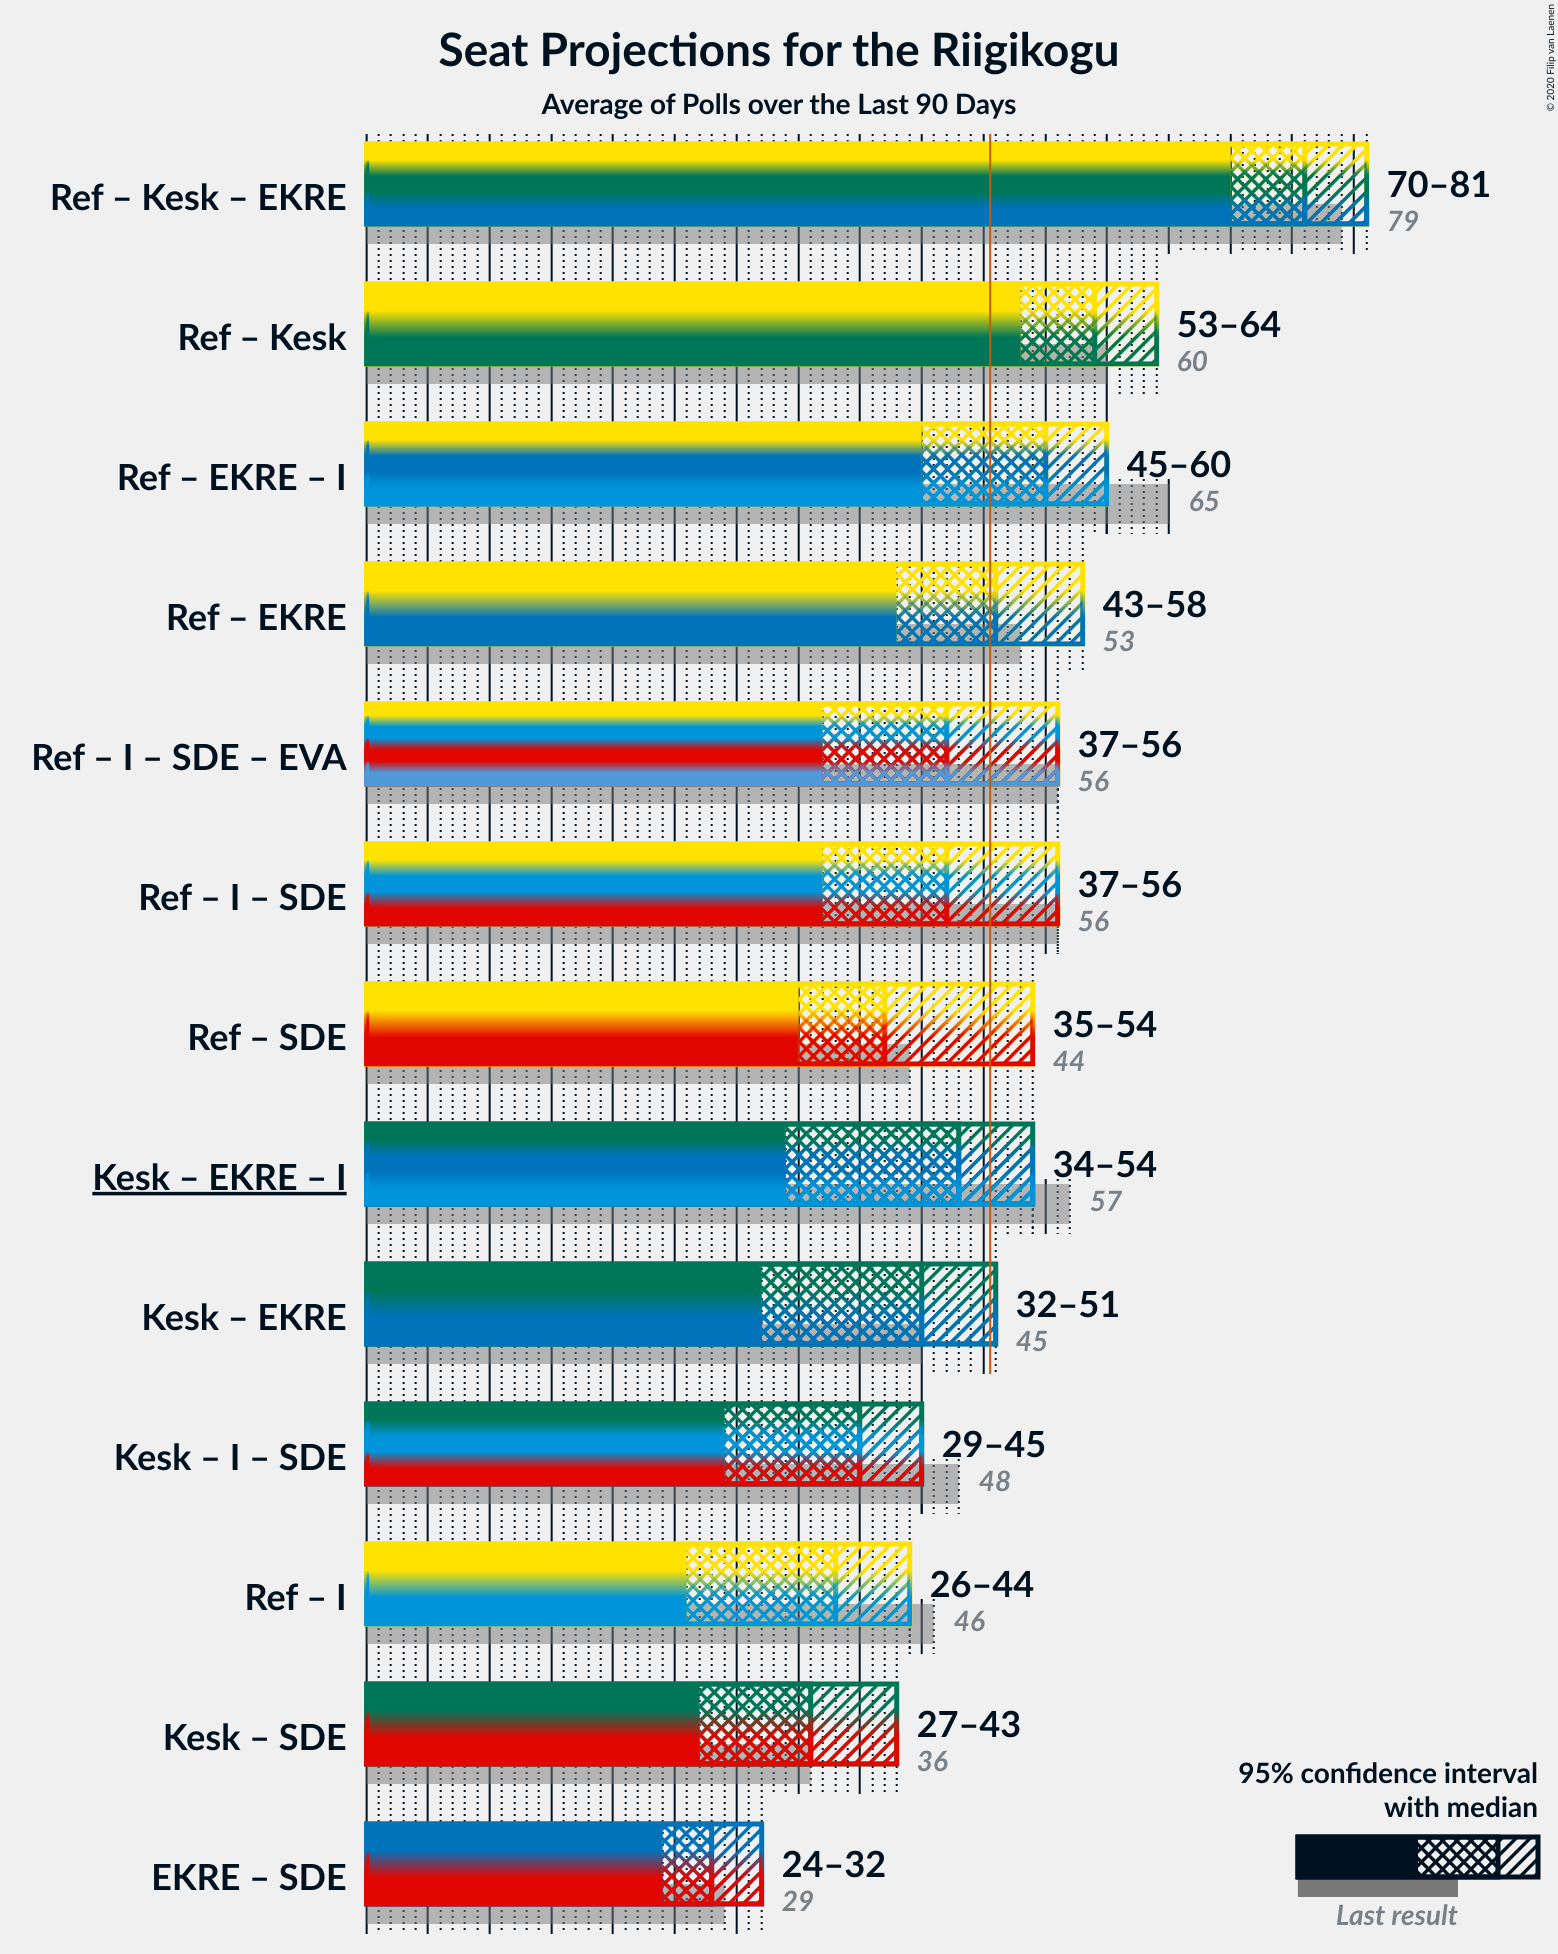 Seat Projections for the Riigikogu
Average of Polls over the Last 90 Days
© 2020 Filip van Laenen
Ref – Kesk – EKRE
70–81
79
Ref – Kesk
53–64
60
Ref – EKRE – I
45–60
65
Ref – EKRE
43–58
53
Ref – I – SDE – EVA
37–56
56
Ref – I – SDE
37–56
56
Ref – SDE
35–54
44
Kesk – EKRE – I
34–54
57
Kesk – EKRE
32–51
45
Kesk – I – SDE
29–45
48
Ref – I
26–44
46
Kesk – SDE
27–43
36
EKRE – SDE
24–32
29
95% confidence interval
with median
Last result